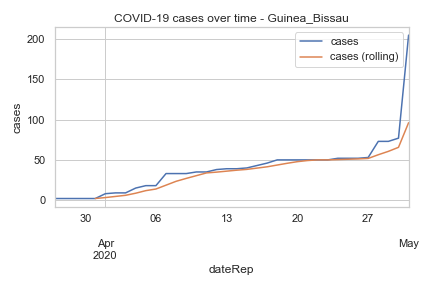 COVID-19 cases over time - Guinea_Bissau
cases
cases (rolling)
200
150
100
50
0
cases
30 06 13 20 27
Apr May
2020
dateRep